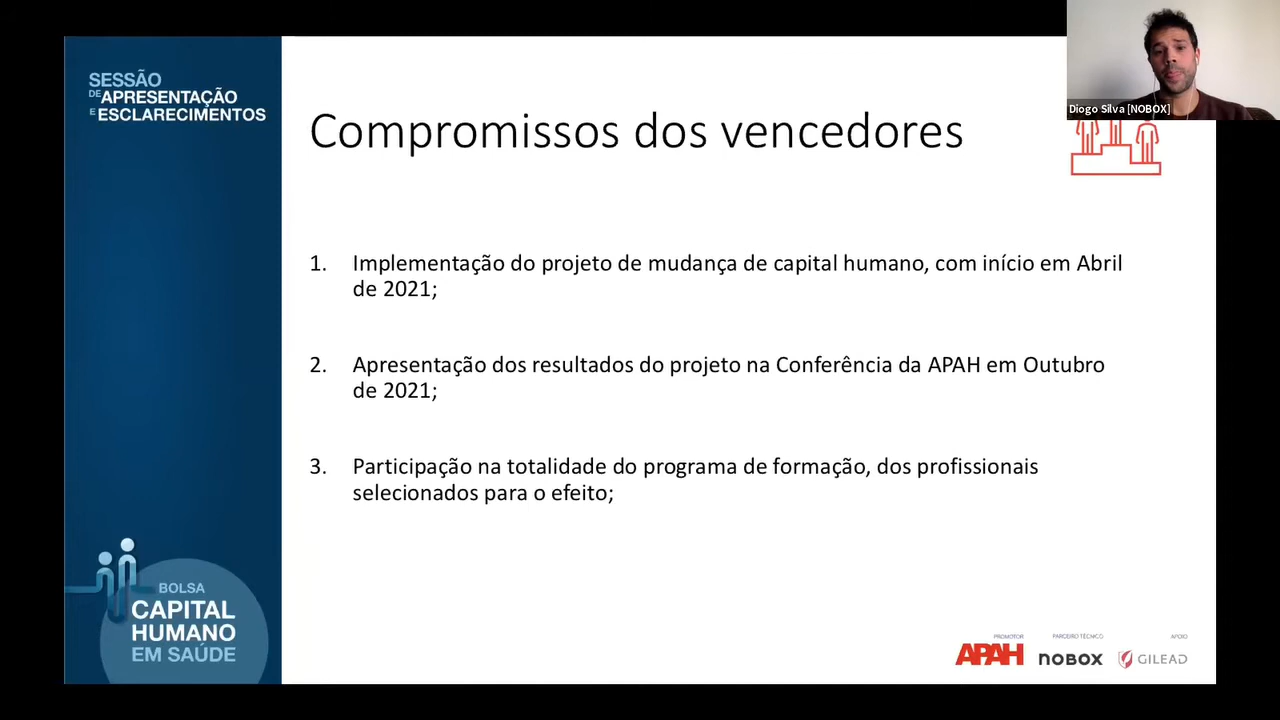 SESSÃO
DE APRESENTAÇÃO
E ESCLARECIMENTOS
Diogo Silva [NOBOX]
Compromissos dos vencedores
1. Implementação do projeto de mudança de capital humano, com início em Abril
de 2021;
2. Apresentação dos resultados do projeto na Conferência da APAH em Outubro
de 2021;
3. Participação na totalidade do programa de formação, dos profissionais
selecionados para o efeito;
BOLSA
CAPITAL
HUMANO
EM SAÚDE
PROMOTOR PARCEIRO TÉCNICO APOIO
APAH NOBOX GILEAD